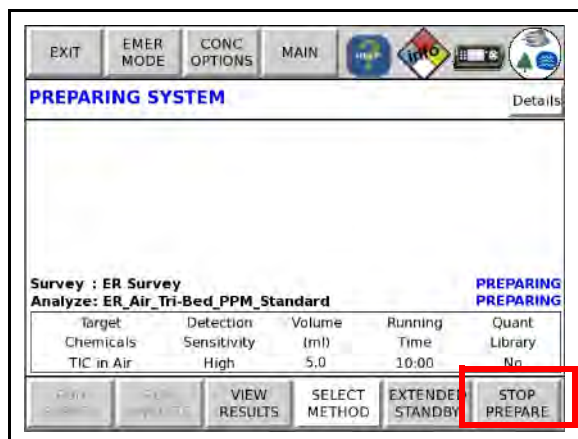 EXIT
EMER
MODE
CONC
OPTIONS
MAIN
HELP
info
PREPARING SYSTEM
Details
Survey : ER Survey
PREPARING
Analyze: ER_Air_Tri-Bed_PPM_Standard
PREPARING
Target Detection Volume Running Quant
Chemicals Sensitivity (ml) Time Library
TIC in Air High 5.0 10:00 No
VIEW
RESULTS
SELECT
METHOD
EXTENDED
STANDBY
STOP
PREPARE